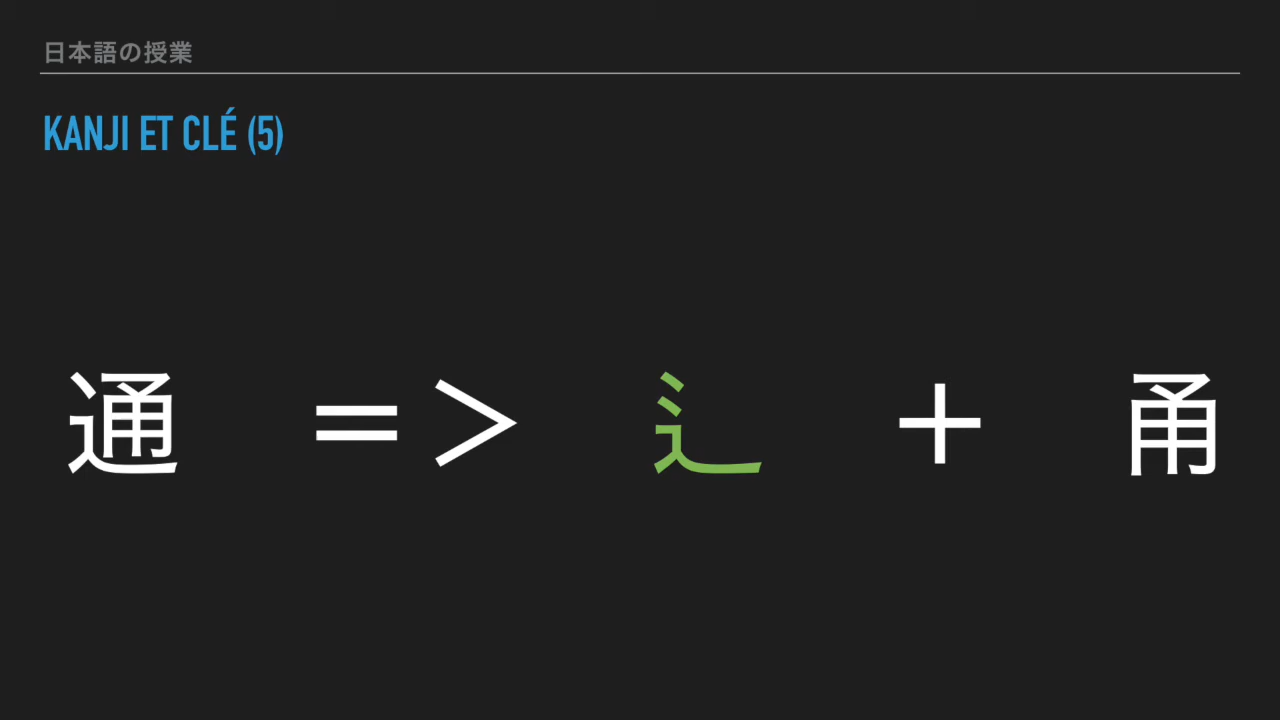 日本語の授業
KANJI ET CLÉ (5)
通 => ⻍ + 甬